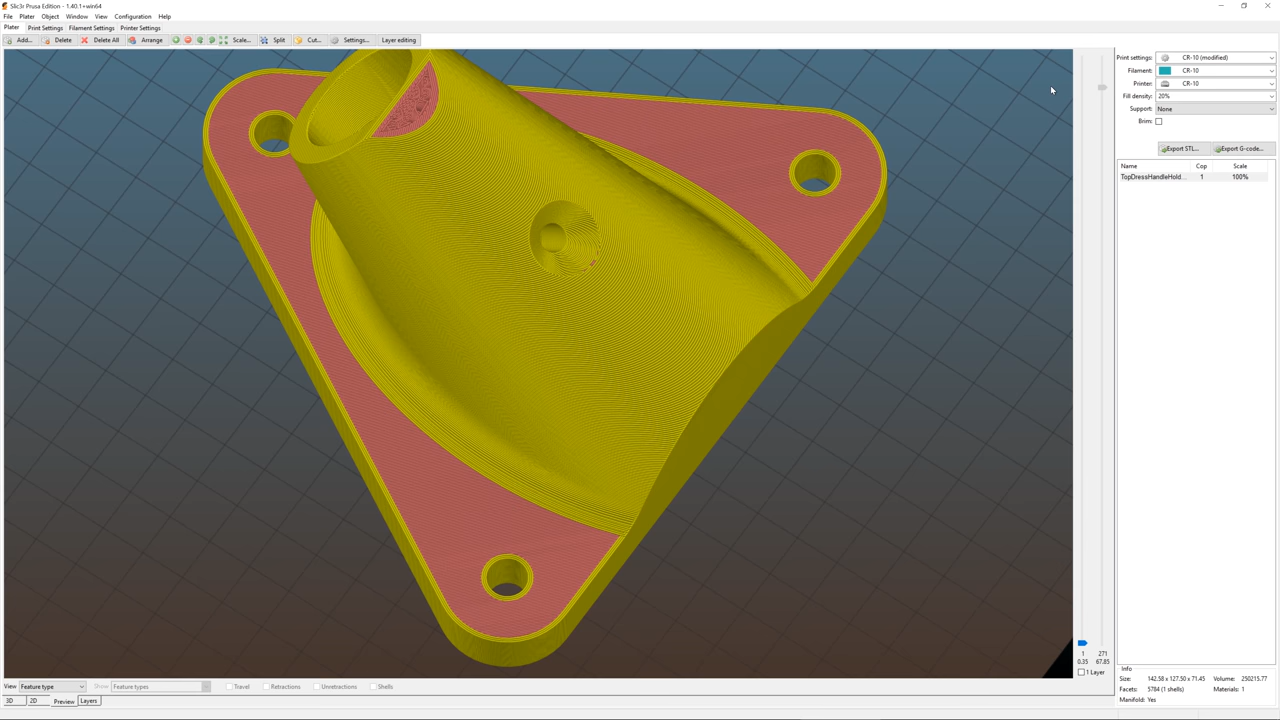 Slic3r Prusa Edition - 1.40.1+win64
File Plater Object Window View Configuration Help
Plater Print Settings Filament Settings Printer Settings
Add... Delete Delete All Arrange Scale... Split Cut... Settings... Layer editing
Print settings: CR-10 (modified)
Filament: CR-10
Printer: CR-10
Fill density: 20%
Support: None
Brim:
Export STL... Export G-code...
Name Cop Scale
TopDressHandleHold... 1 100%
1 271
0.35 67.85
1 Layer
Info
Size: 142.58 x 127.50 x 71.45 Volume: 250215.77
Facets: 5784 (1 shells) Materials: 1
Manifold: Yes
View Feature type Show Feature types Travel Retractions Unretractions Shells
3D 2D Preview Layers